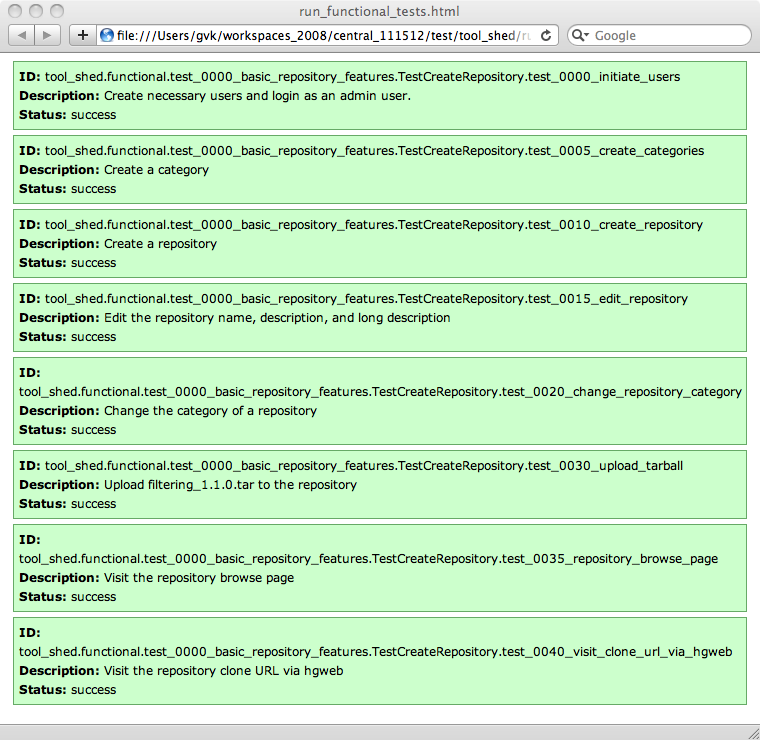 run_functional_tests.html
+ file:///Users/gvk/workspaces_2008/central_111512/test/tool_shed/ru Google
ID: tool_shed.functional.test_0000_basic_repository_features.TestCreateRepository.test_0000_initiate_users
Description: Create necessary users and login as an admin user.
Status: success
ID: tool_shed.functional.test_0000_basic_repository_features.TestCreateRepository.test_0005_create_categories
Description: Create a category
Status: success
ID: tool_shed.functional.test_0000_basic_repository_features.TestCreateRepository.test_0010_create_repository
Description: Create a repository
Status: success
ID: tool_shed.functional.test_0000_basic_repository_features.TestCreateRepository.test_0015_edit_repository
Description: Edit the repository name, description, and long description
Status: success
ID:
tool_shed.functional.test_0000_basic_repository_features.TestCreateRepository.test_0020_change_repository_category
Description: Change the category of a repository
Status: success
ID: tool_shed.functional.test_0000_basic_repository_features.TestCreateRepository.test_0030_upload_tarball
Description: Upload filtering_1.1.0.tar to the repository
Status: success
ID:
tool_shed.functional.test_0000_basic_repository_features.TestCreateRepository.test_0035_repository_browse_page
Description: Visit the repository browse page
Status: success
ID:
tool_shed.functional.test_0000_basic_repository_features.TestCreateRepository.test_0040_visit_clone_url_via_hgweb
Description: Visit the repository clone URL via hgweb
Status: success